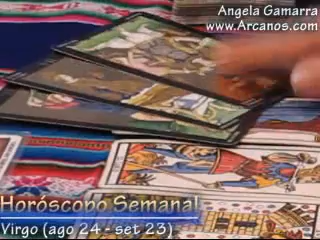 Angela Gamarra
www.Arcanos.com
Horóscopo Semanal
Virgo (ago 24 - set 23)